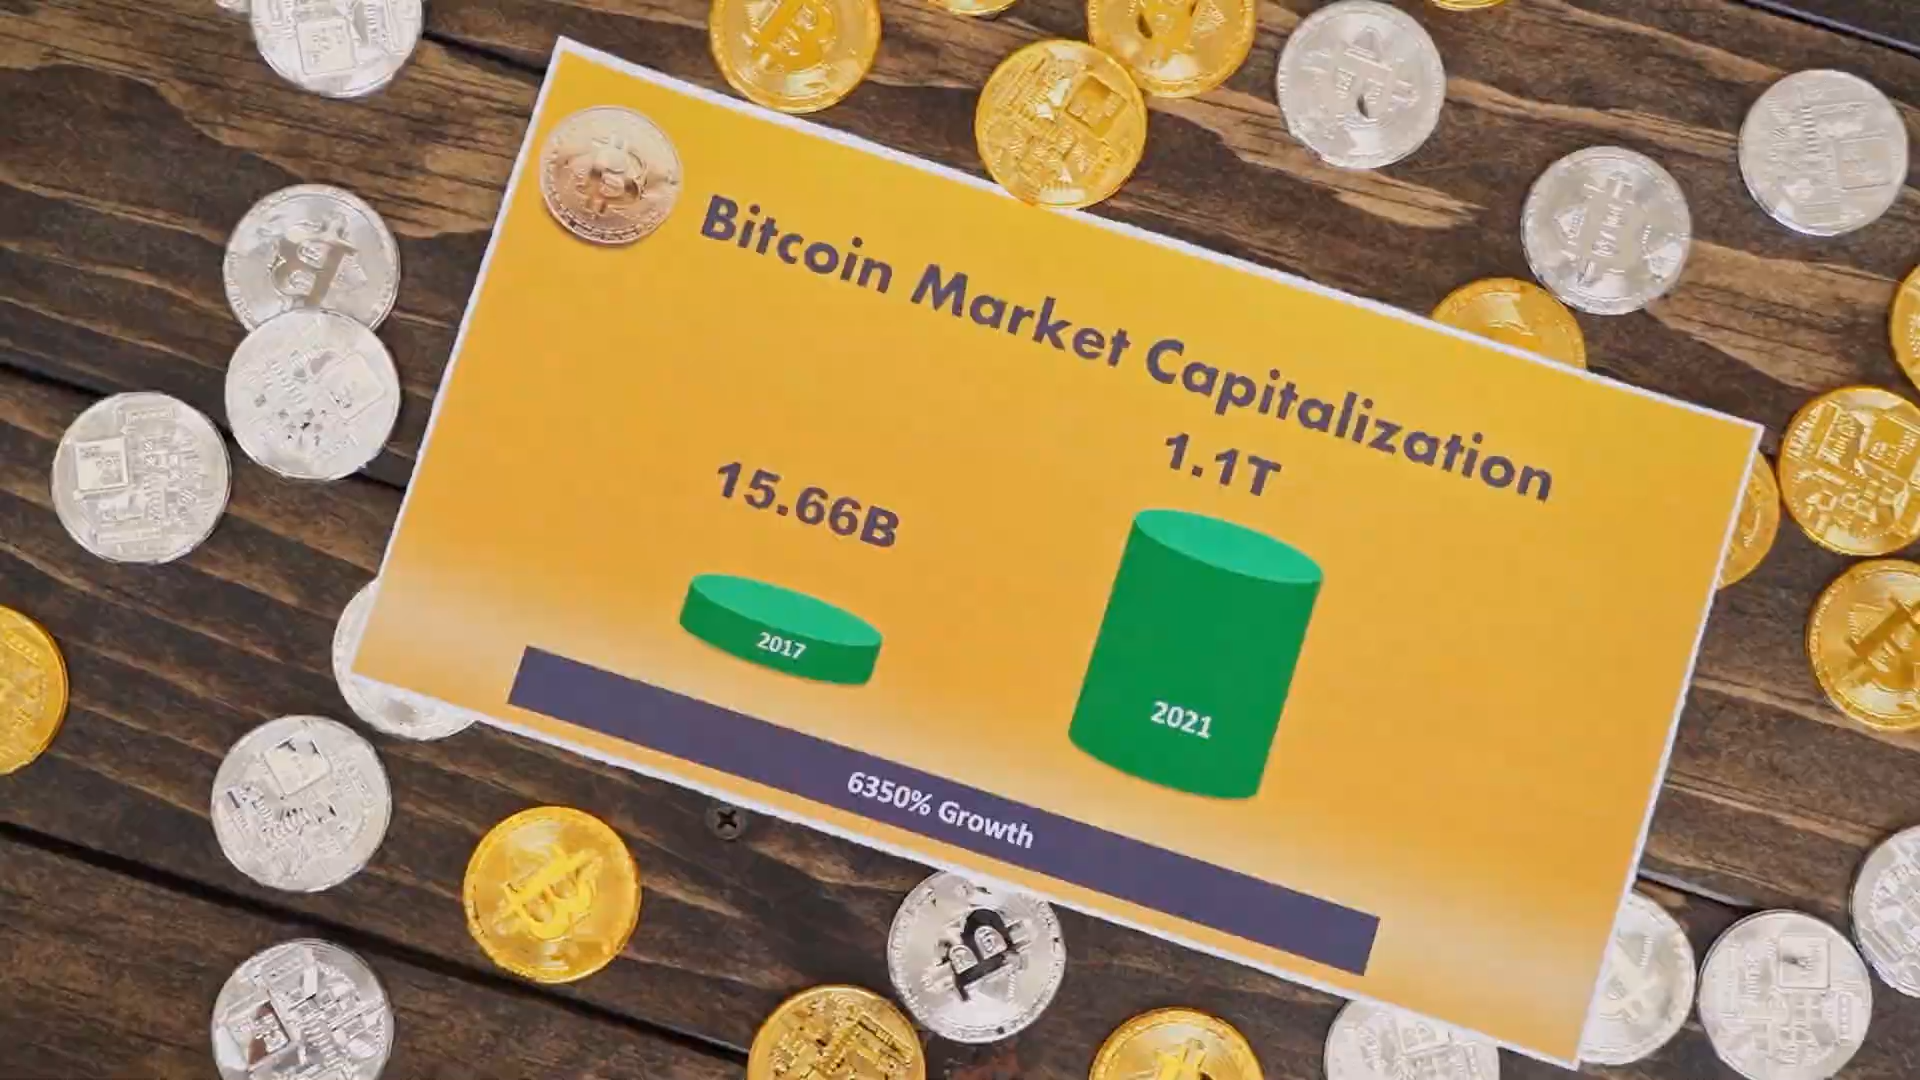 Bitcoin Market Capitalization
15.66B
1.1T
2017
2021
6350% Growth